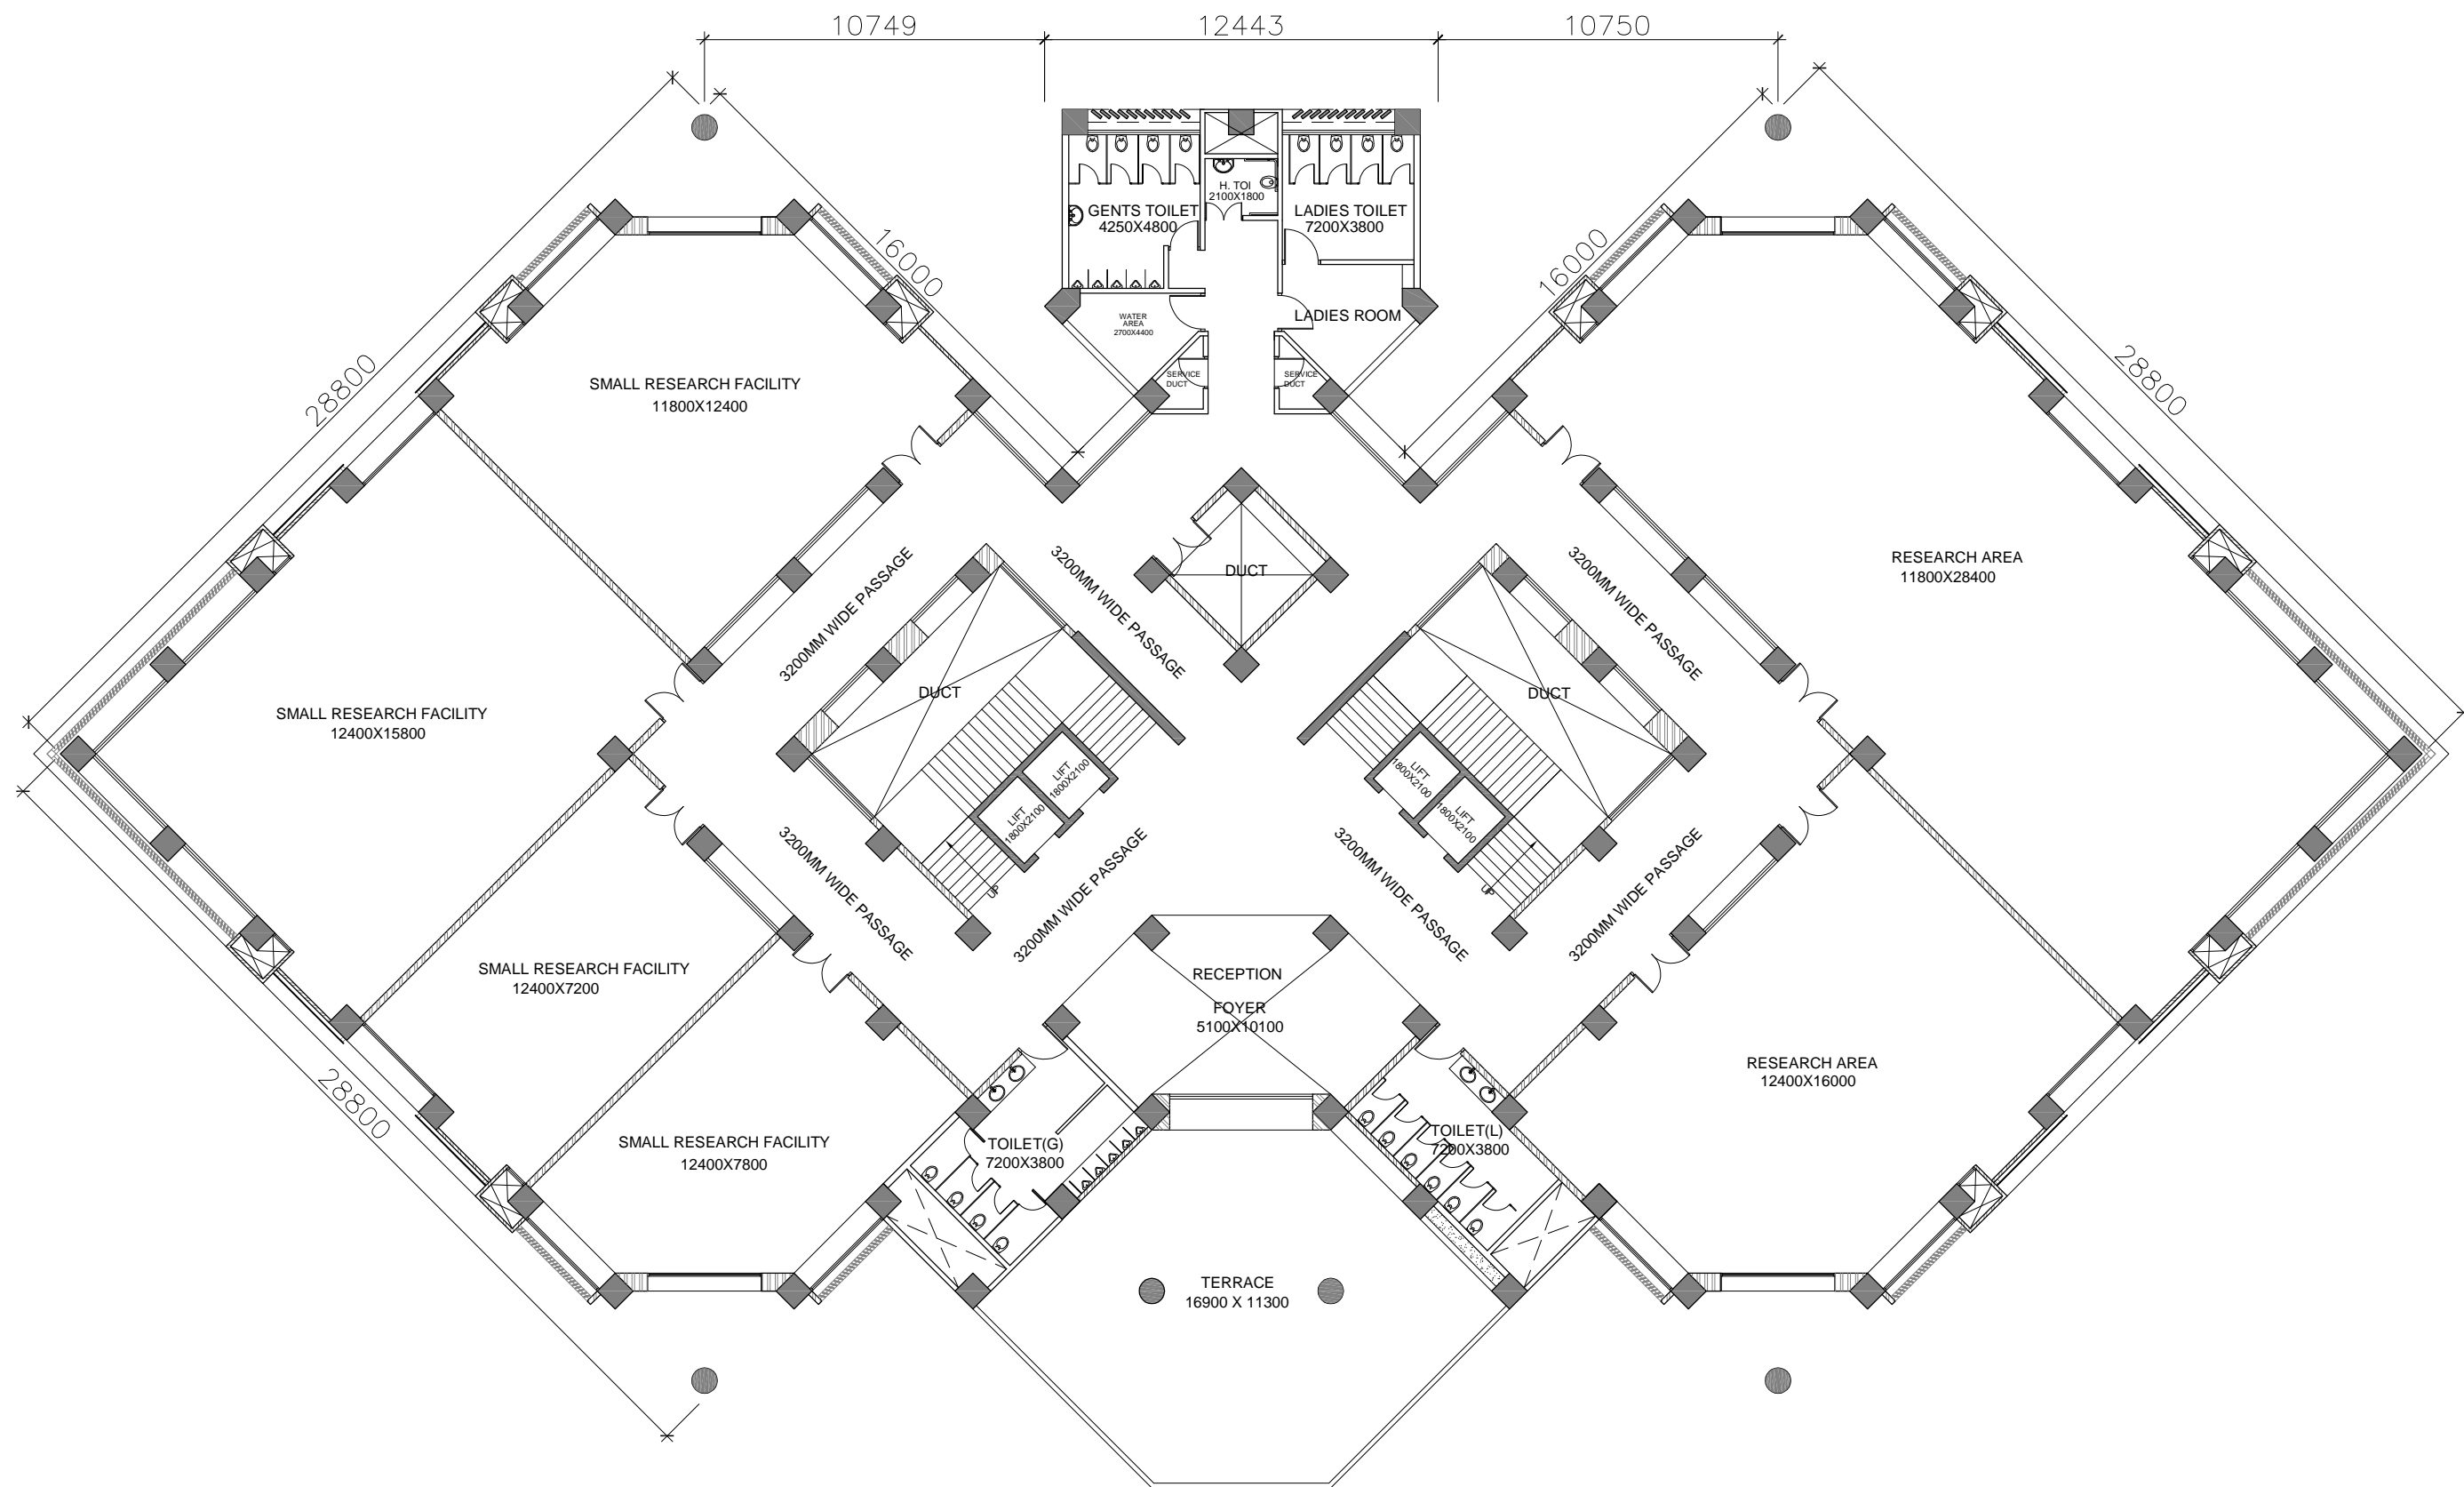 10749
12443
10750
H. TOI
2100X1800
GENTS TOILET
4250X4800
LADIES TOILET
7200X3800
16000
16000
WATER
AREA
2700X4400
LADIES ROOM
28800
28800
SERVICE
DUCT
SERVICE
DUCT
SMALL RESEARCH FACILITY
11800X12400
3200MM WIDE PASSAGE
3200MM WIDE PASSAGE
DUCT
3200MM WIDE PASSAGE
RESEARCH AREA
11800X28400
DUCT
DUCT
SMALL RESEARCH FACILITY
12400X15800
LIFT
1800X2100
LIFT
1800X2100
LIFT
1800X2100
LIFT
1800X2100
UP
UP
3200MM WIDE PASSAGE
3200MM WIDE PASSAGE
3200MM WIDE PASSAGE
3200MM WIDE PASSAGE
SMALL RESEARCH FACILITY
12400X7200
RECEPTION
FOYER
5100X10100
RESEARCH AREA
12400X16000
28800
SMALL RESEARCH FACILITY
12400X7800
TOILET(G)
7200X3800
TOILET(L)
7200X3800
TERRACE
16900 X 11300